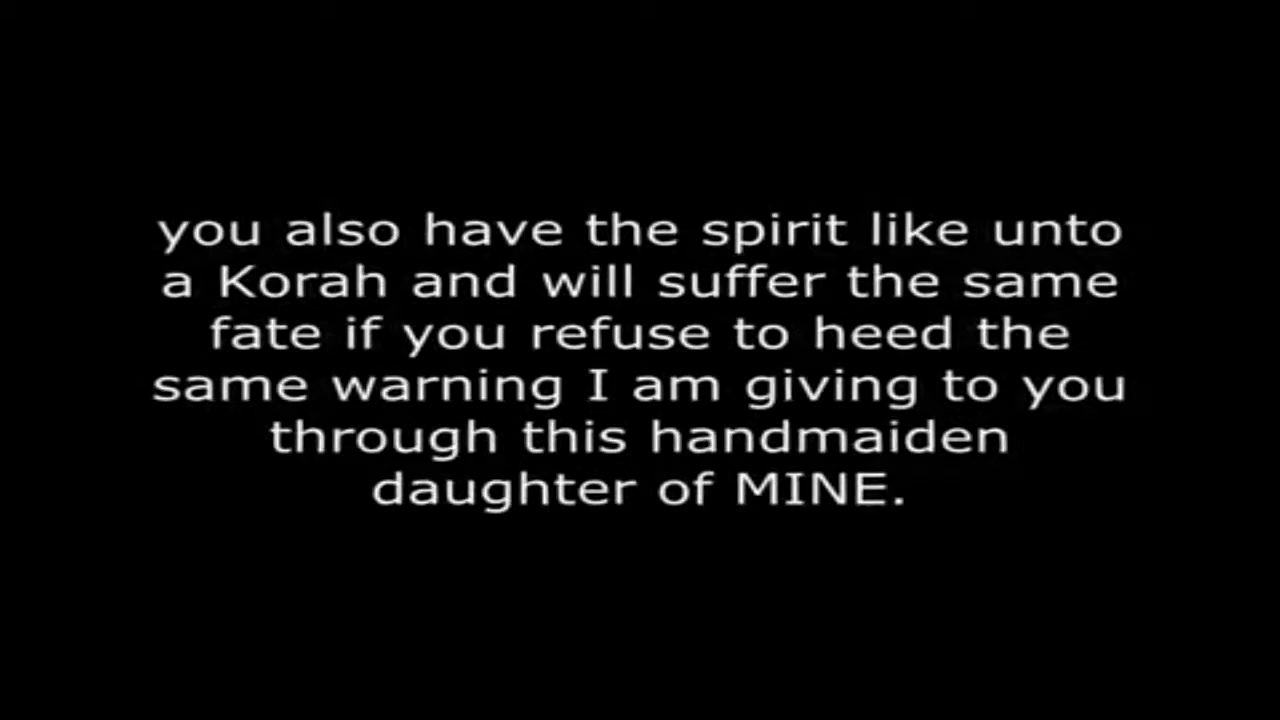 you also have the spirit like unto
a Korah and will suffer the same
fate if you refuse to heed the
same warning I am giving to you
through this handmaiden
daughter of MINE.